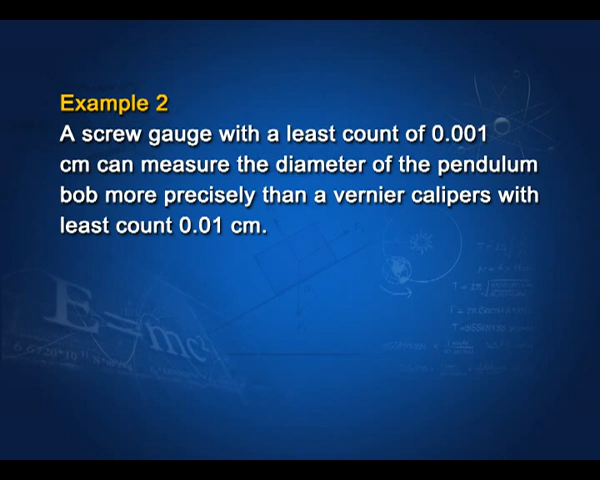 Example 2
A screw gauge with a least count of 0.001
cm can measure the diameter of the pendulum
bob more precisely than a vernier calipers with
least count 0.01 cm.
E=mc²